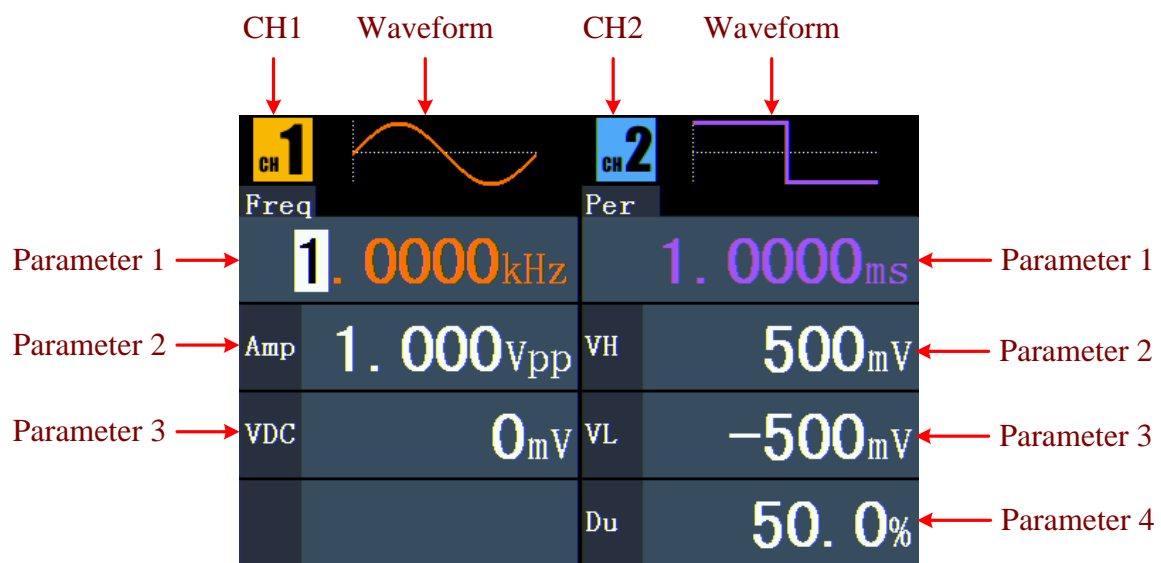 CH1 Waveform CH2 Waveform
CH 1 CH 2
Freq Per
Parameter 1 1.0000kHz 1.0000ms Parameter 1
Parameter 2 Amp 1.000Vpp VH 500mV Parameter 2
Parameter 3 VDC 0mV VL -500mV Parameter 3
Du 50.0% Parameter 4